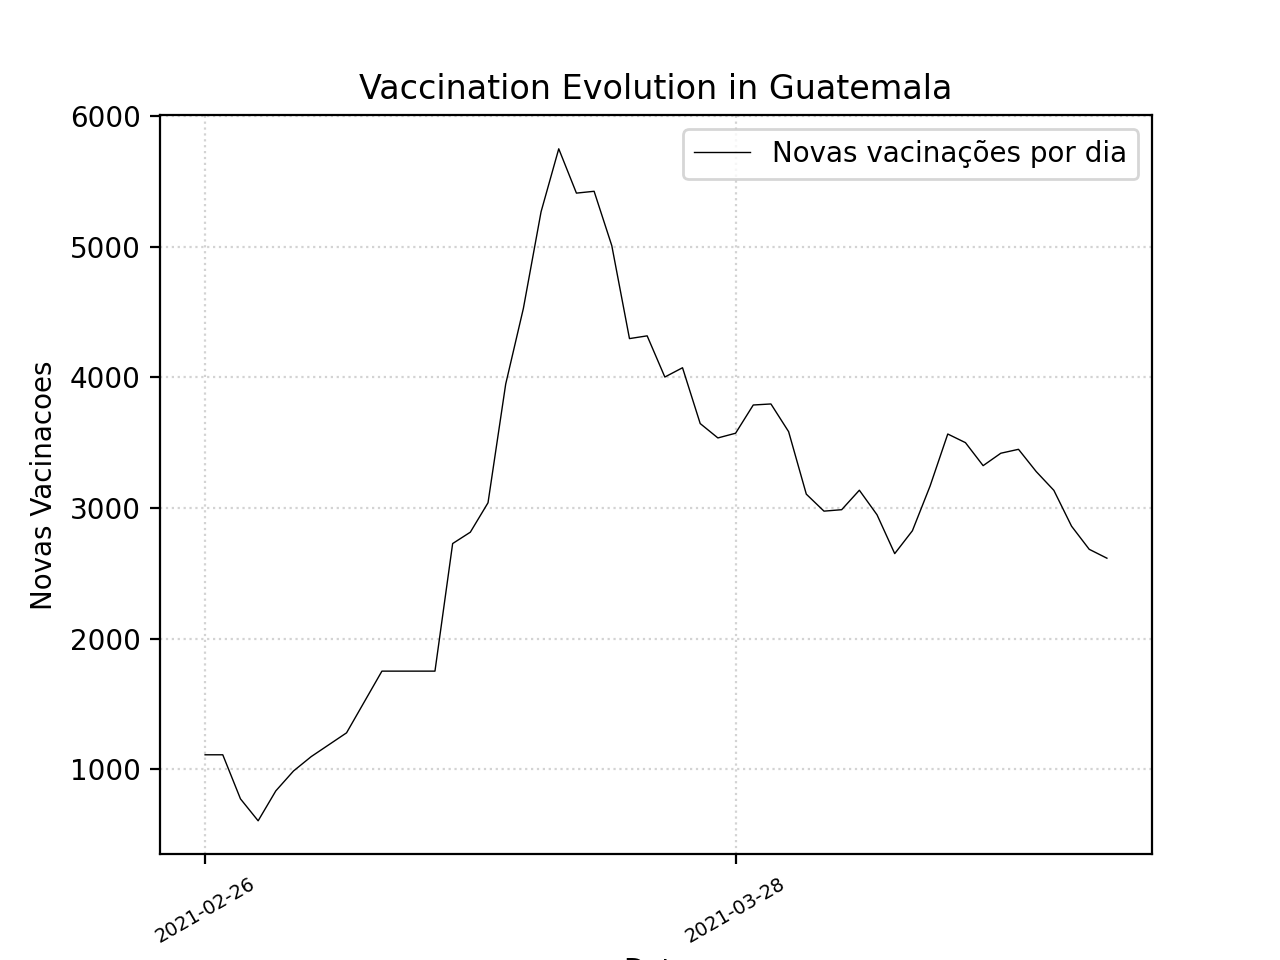 Vaccination Evolution in Guatemala
Novas vacinações por dia
6000
5000
4000
3000
2000
1000
Novas Vacinacoes
2021-02-26
2021-03-28